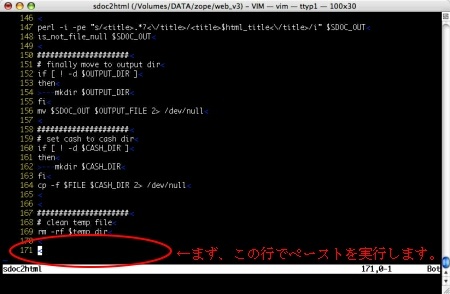 sdoc2html (/Volumes/DATA/zope/web_v3) - VIM — vim — ttyp1 — 100x30
146 <
147 perl -i -pe "s/<title>.*?<\/title>/<title>$html_title<\/title>/i" $SDOC_OUT<
148 is_not_file_null $SDOC_OUT<
149 <
150 ####################<
151 # finally move to output dir<
152 if [ ! -d $OUTPUT_DIR ]<
153 then<
154 >---mkdir $OUTPUT_DIR<
155 fi<
156 mv $SDOC_OUT $OUTPUT_FILE 2> /dev/null<
157 <
158 ####################<
159 # set cash to cash dir<
160 if [ ! -d $CASH_DIR ]<
161 then<
162 >---mkdir $CASH_DIR<
163 fi<
164 cp -f $FILE $CASH_DIR 2> /dev/null<
165 <
166 <
167 ####################<
168 # clean temp file<
169 rm -rf $temp_dir<
170 <
171 < ←まず、この行でペーストを実行します。
sdoc2html 171,0-1 Bot